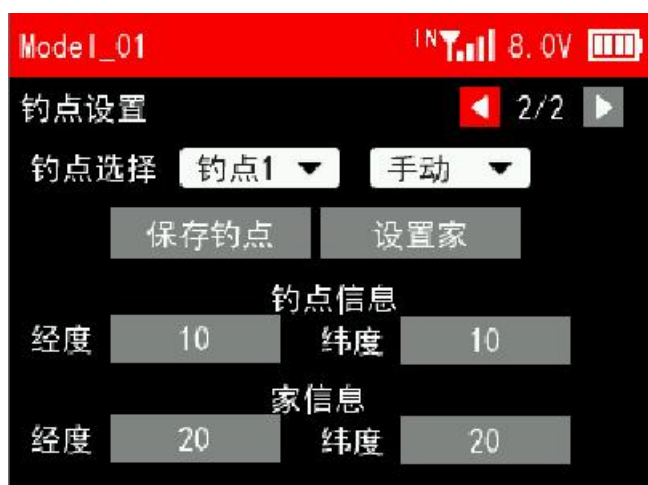 Model_01 IN 8.0V
钓点设置 2/2
钓点选择 钓点1 手动
保存钓点 设置家
钓点信息
经度 10 纬度 10
家信息
经度 20 纬度 20